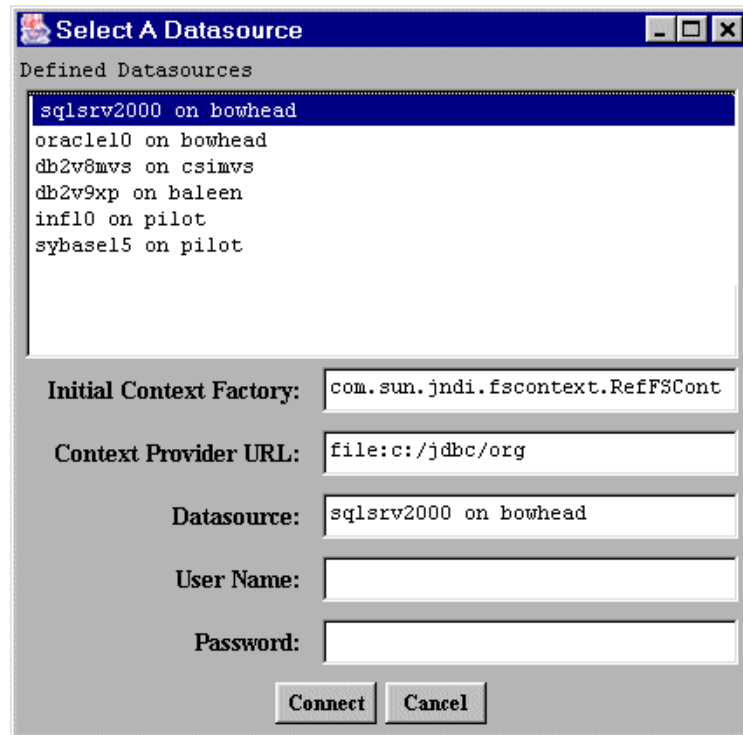 Select A Datasource
Defined Datasources
sqlsrv2000 on bowhead
oracle10 on bowhead
db2v8mvs on csimvs
db2v9xp on baleen
inf10 on pilot
sybase15 on pilot
Initial Context Factory: com.sun.jndi.fscontext.RefFSCont
Context Provider URL: file:c:/jdbc/org
Datasource: sqlsrv2000 on bowhead
User Name:
Password:
Connect Cancel